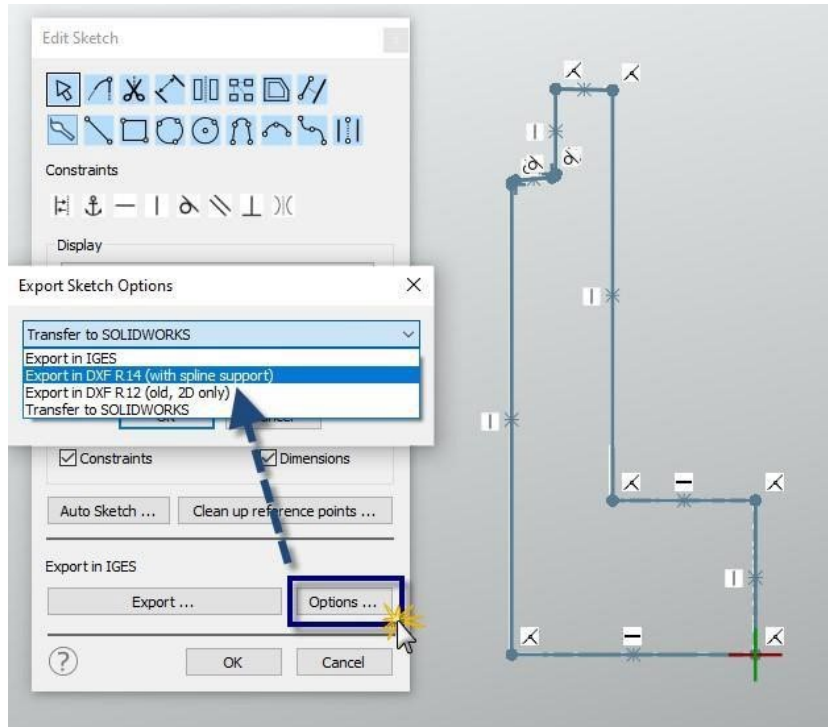 Edit Sketch
Constraints
Display
Export Sketch Options
Transfer to SOLIDWORKS
Export in IGES
Export in DXF R14 (with spline support)
Export in DXF R12 (old, 2D only)
Transfer to SOLIDWORKS
Constraints
Dimensions
Auto Sketch ...
Clean up reference points ...
Export in IGES
Export ...
Options ...
?
OK
Cancel